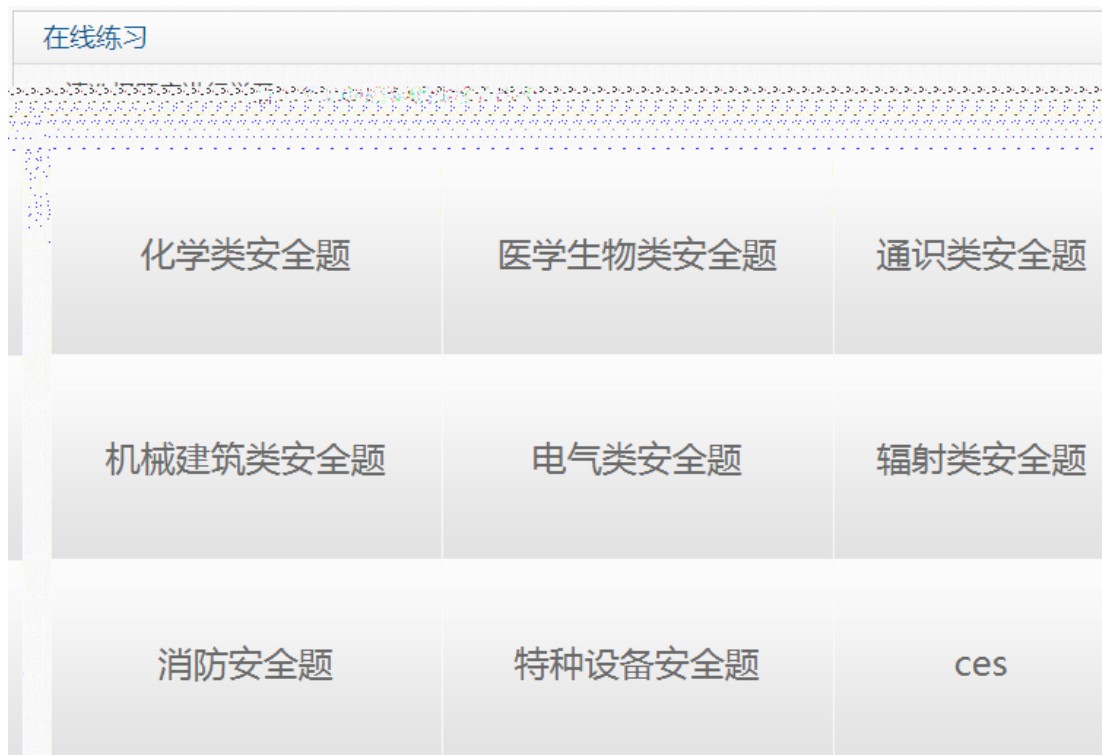 在线练习
化学类安全题 医学生物类安全题 通识类安全题
机械建筑类安全题 电气类安全题 辐射类安全题
消防安全题 特种设备安全题 ces